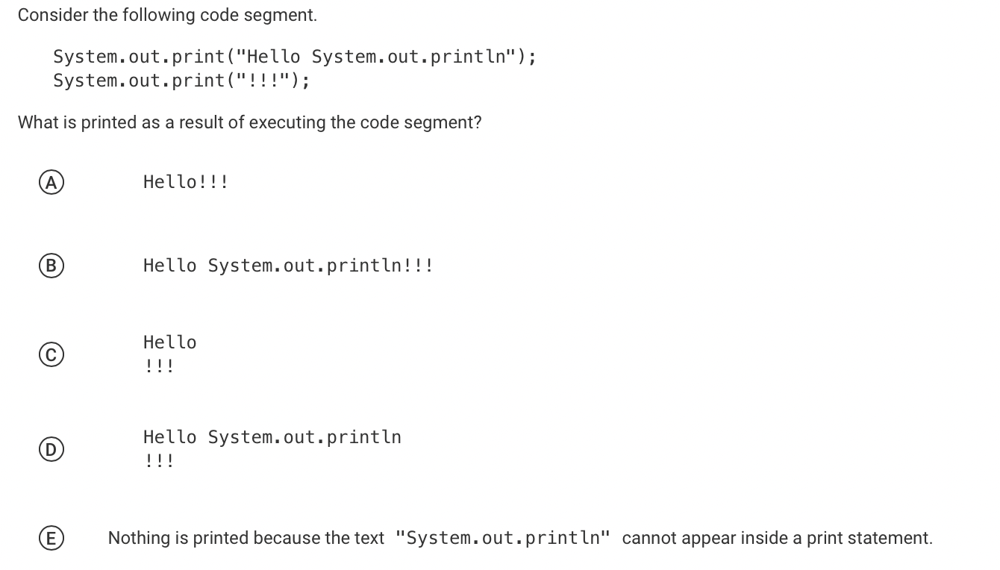 Consider the following code segment.
System.out.print("Hello System.out.println");
System.out.print("!!!");
What is printed as a result of executing the code segment?
A Hello!!!
B Hello System.out.println!!!
C Hello
!!!
D Hello System.out.println
!!!
E Nothing is printed because the text "System.out.println" cannot appear inside a print statement.